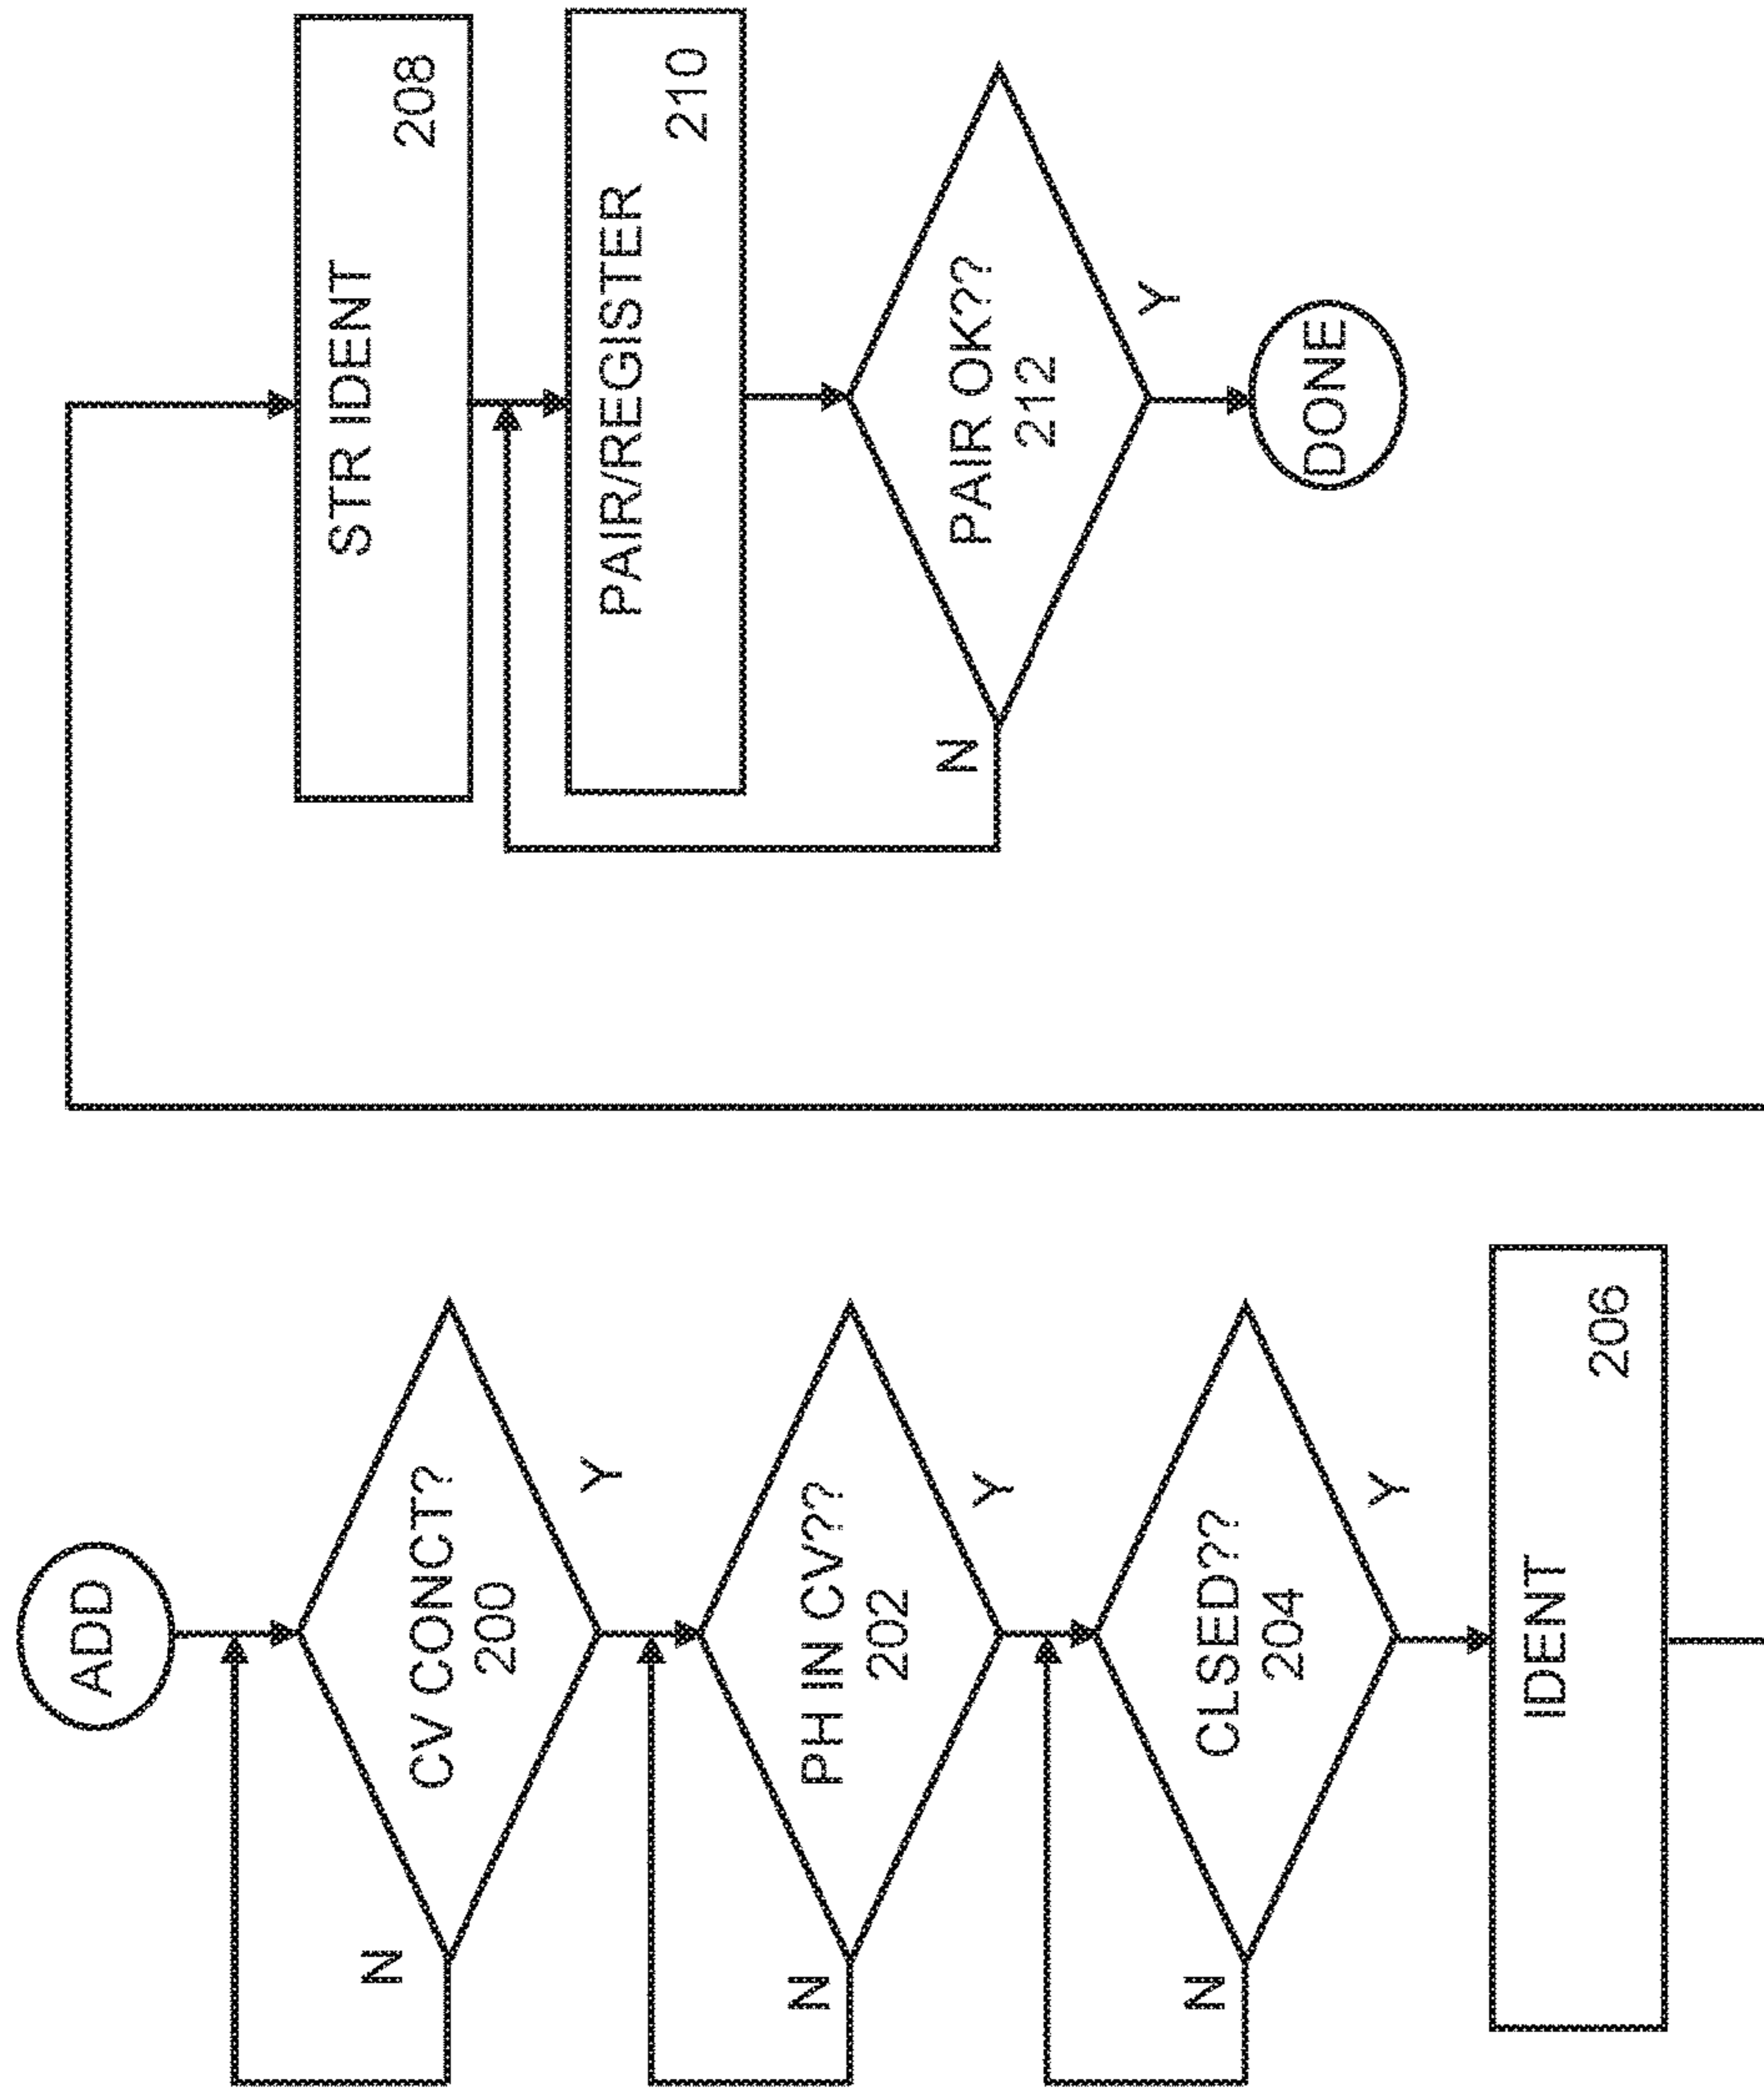 ADD
CV CONCT?
200
N
Y
PH IN CV??
202
N
Y
CLSED??
204
N
Y
IDENT
206
STR IDENT
208
PAIR/REGISTER
210
PAIR OK??
212
N
Y
DONE